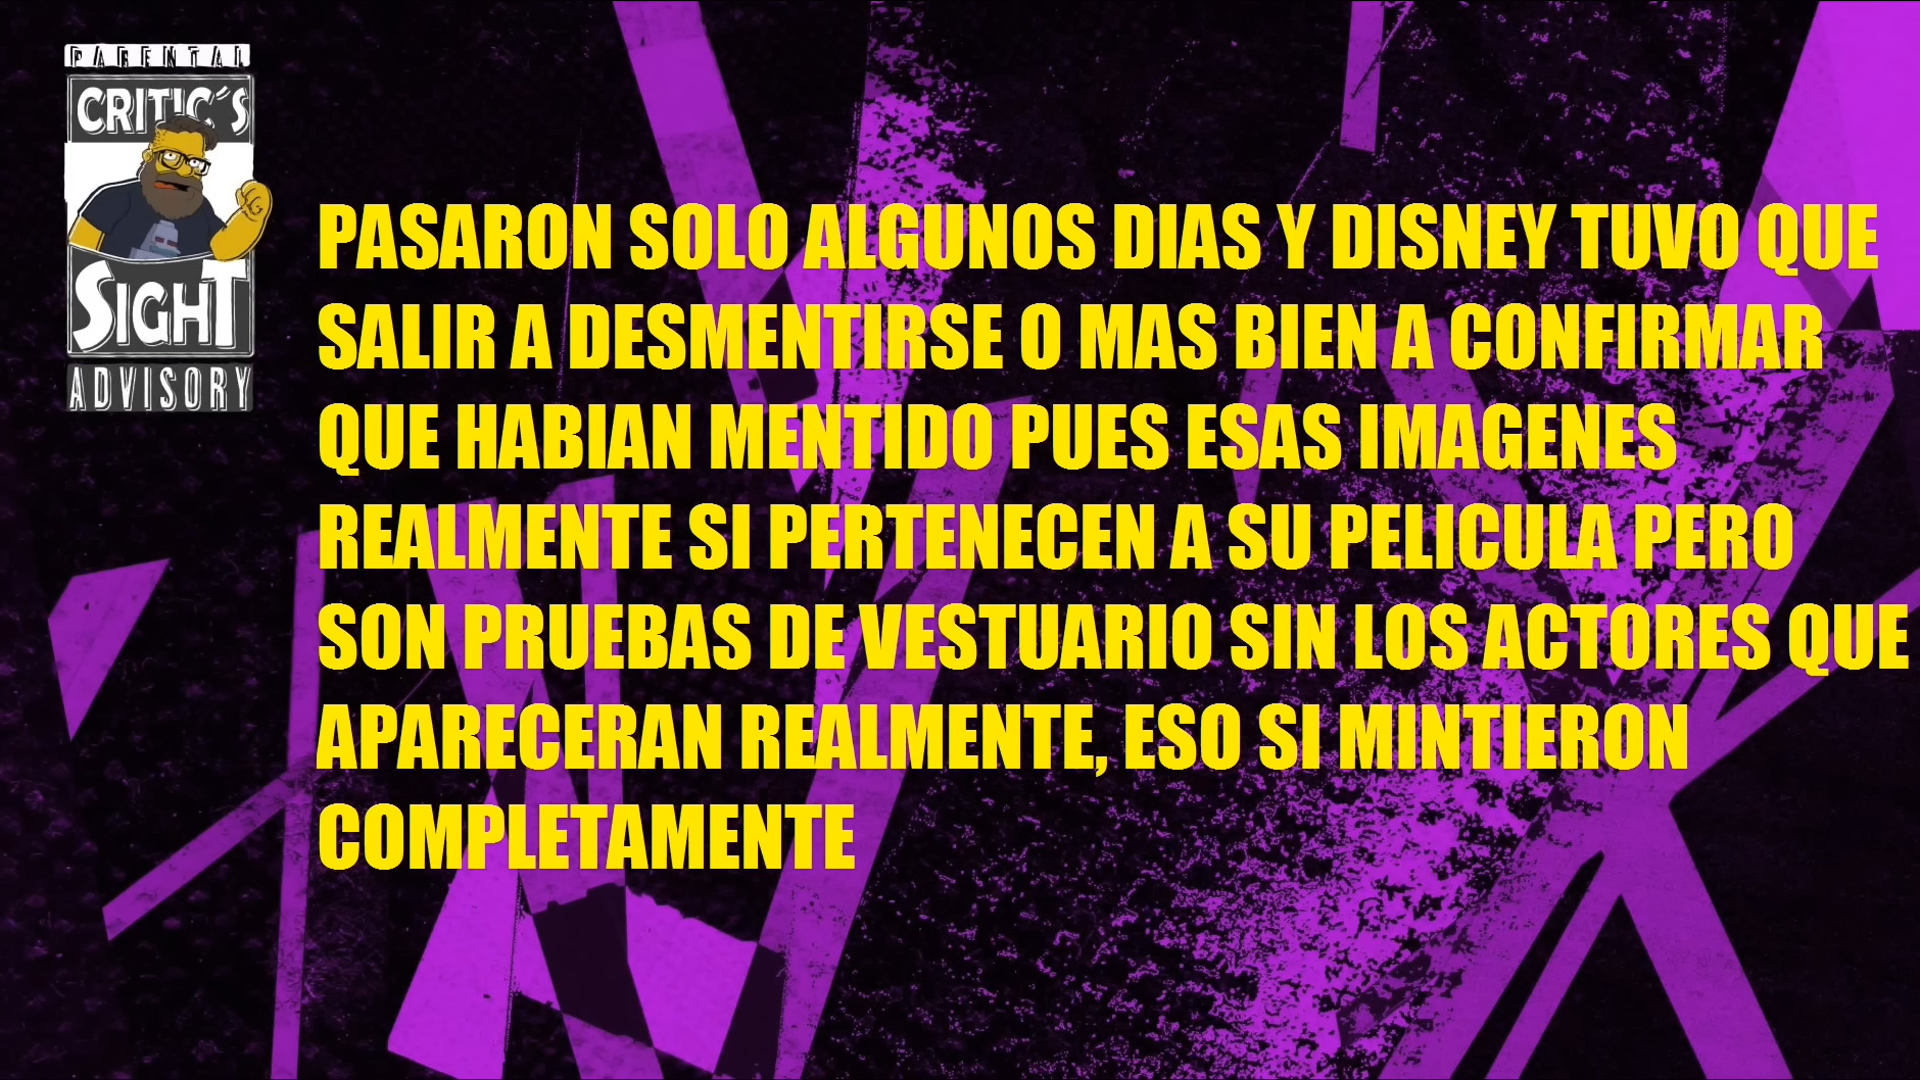 PARENTAL
CRITIC´S
SIGHT
ADVISORY
PASARON SOLO ALGUNOS DIAS Y DISNEY TUVO QUE
SALIR A DESMENTIRSE O MAS BIEN A CONFIRMAR
QUE HABIAN MENTIDO PUES ESAS IMAGENES
REALMENTE SI PERTENECEN A SU PELICULA PERO
SON PRUEBAS DE VESTUARIO SIN LOS ACTORES QUE
APARECERAN REALMENTE, ESO SI MINTIERON
COMPLETAMENTE